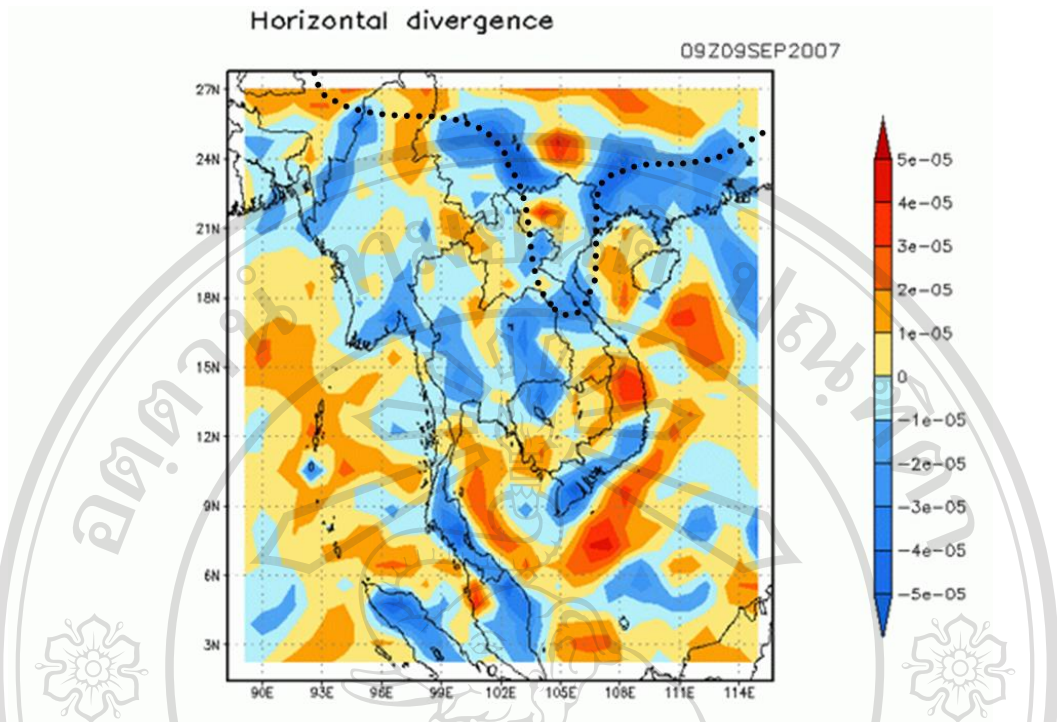 Horizontal divergence
09Z09SEP2007
27N
24N
21N
18N
15N
12N
9N
6N
3N
90E 93E 96E 99E 102E 105E 108E 111E 114E
5e-05
4e-05
3e-05
2e-05
1e-05
0
-1e-05
-2e-05
-3e-05
-4e-05
-5e-05